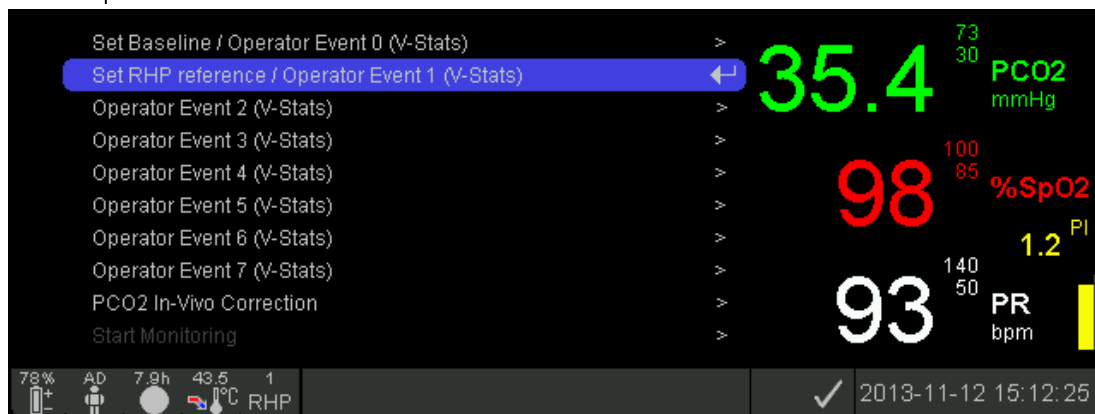 Set Baseline / Operator Event 0 (V-Stats) >
Set RHP reference / Operator Event 1 (V-Stats)
Operator Event 2 (V-Stats) >
Operator Event 3 (V-Stats) >
Operator Event 4 (V-Stats) >
Operator Event 5 (V-Stats) >
Operator Event 6 (V-Stats) >
Operator Event 7 (V-Stats) >
PCO2 In-Vivo Correction >
Start Monitoring >
35.4 73 30 PCO2 mmHg
98 100 85 %SpO2
1.2 PI
93 140 50 PR bpm
78% AD 7.9h 43.5 °C 1 RHP 2013-11-12 15:12:25